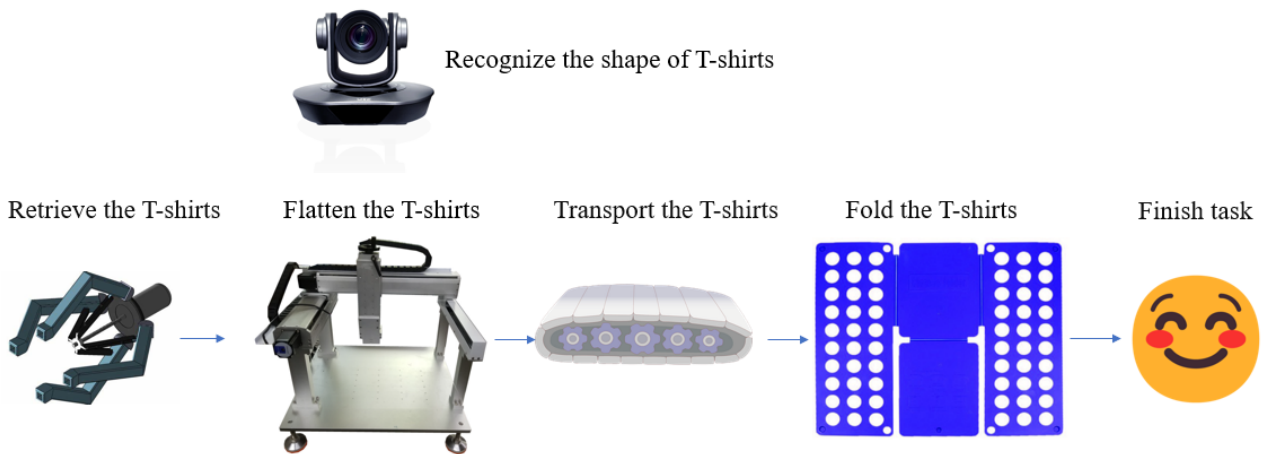 Recognize the shape of T-shirts
Retrieve the T-shirts
Flatten the T-shirts
Transport the T-shirts
Fold the T-shirts
Finish task